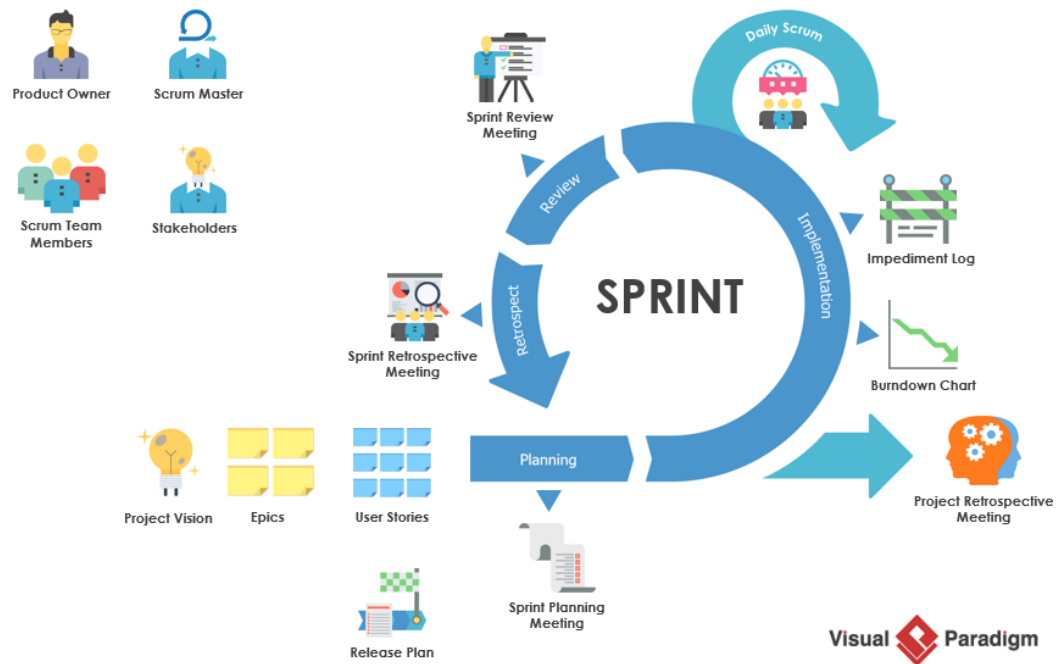 Product Owner
Scrum Master
Scrum Team
Members
Stakeholders
Sprint Review
Meeting
Daily Scrum
Review
Implementation
Impediment Log
SPRINT
Retrospect
Sprint Retrospective
Meeting
Burndown Chart
Planning
Project Vision
Epics
User Stories
Project Retrospective
Meeting
Sprint Planning
Meeting
Release Plan
Visual Paradigm